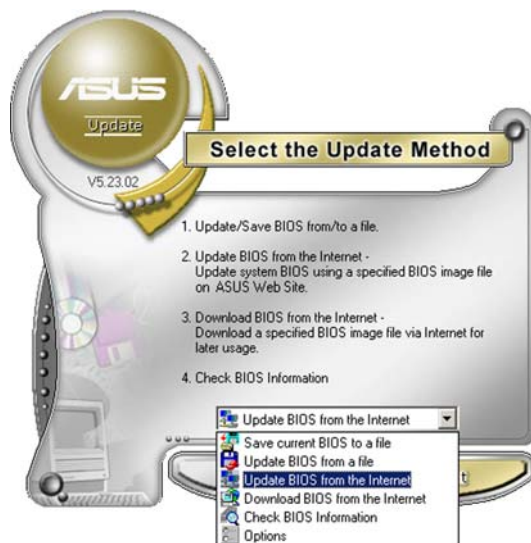 ASUS
Update
V5.23.02
Select the Update Method
1. Update/Save BIOS from/to a file.
2. Update BIOS from the Internet -
Update system BIOS using a specified BIOS image file
on ASUS Web Site.
3. Download BIOS from the Internet -
Download a specified BIOS image file via Internet for
later usage.
4. Check BIOS Information
Update BIOS from the Internet
Save current BIOS to a file
Update BIOS from a file
Update BIOS from the Internet
Download BIOS from the Internet
Check BIOS Information
Options